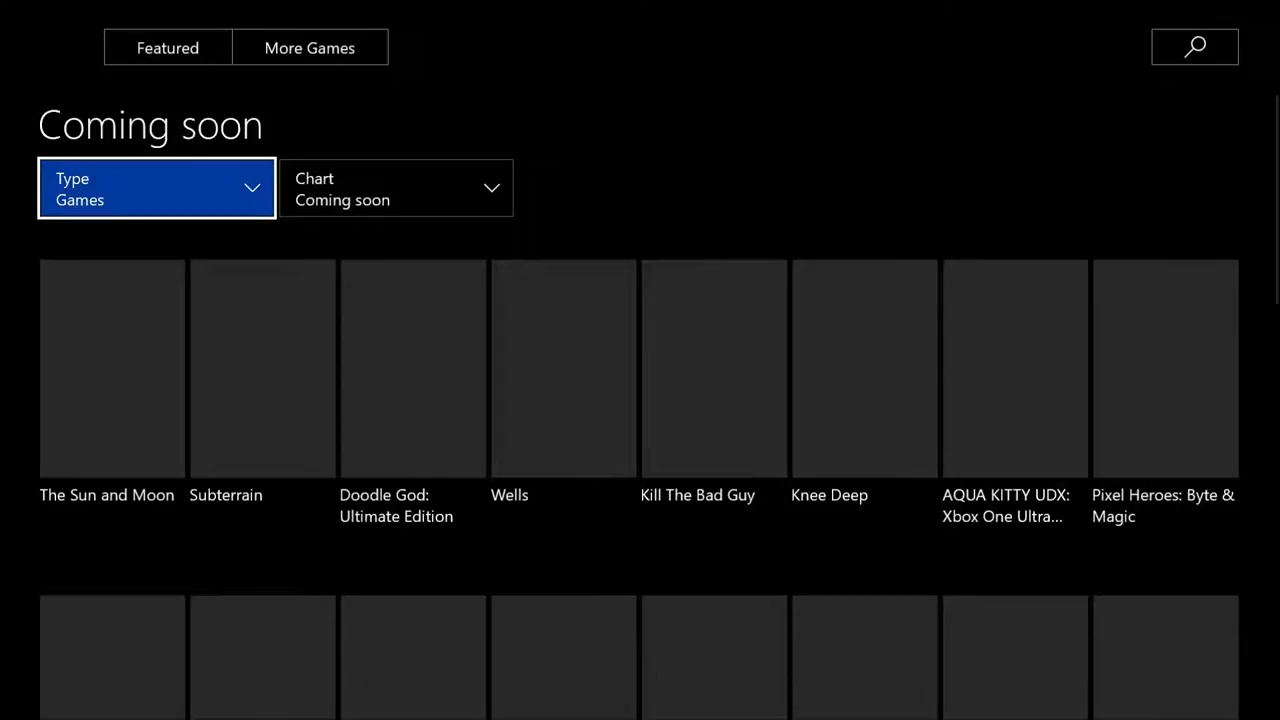 Featured
More Games
Coming soon
Type
Games
Chart
Coming soon
The Sun and Moon
Subterrain
Doodle God:
Ultimate Edition
Wells
Kill The Bad Guy
Knee Deep
AQUA KITTY UDX:
Xbox One Ultra...
Pixel Heroes: Byte &
Magic